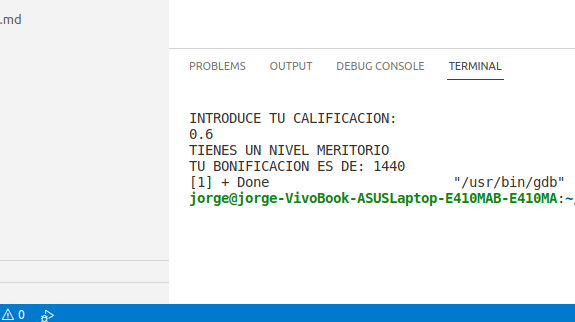 .md
PROBLEMS OUTPUT DEBUG CONSOLE TERMINAL
INTRODUCE TU CALIFICACION:
0.6
TIENES UN NIVEL MERITORIO
TU BONIFICACION ES DE: 1440
[1] + Done "/usr/bin/gdb"
jorge@jorge-VivoBook-ASUSLaptop-E410MAB-E410MA:~
0